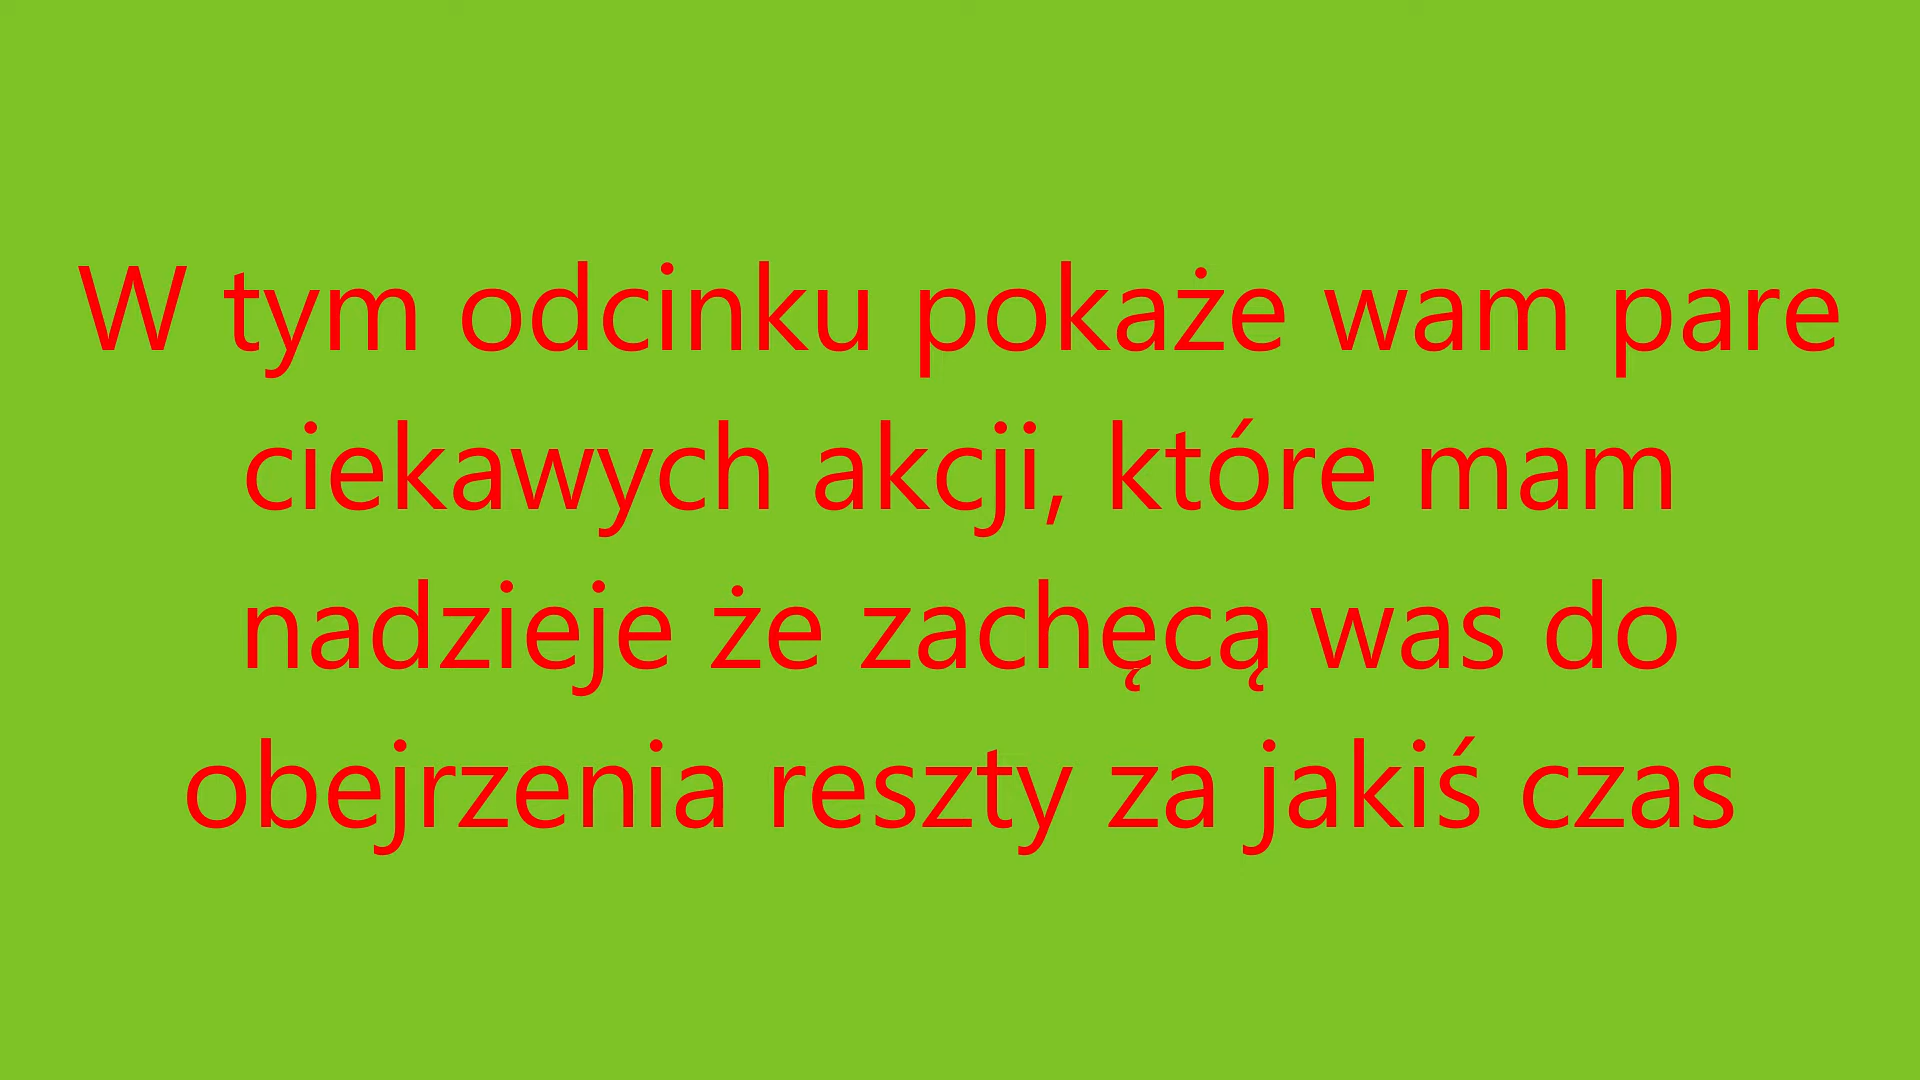 W tym odcinku pokaże wam pare
ciekawych akcji, które mam
nadzieje że zachęcą was do
obejrzenia reszty za jakiś czas